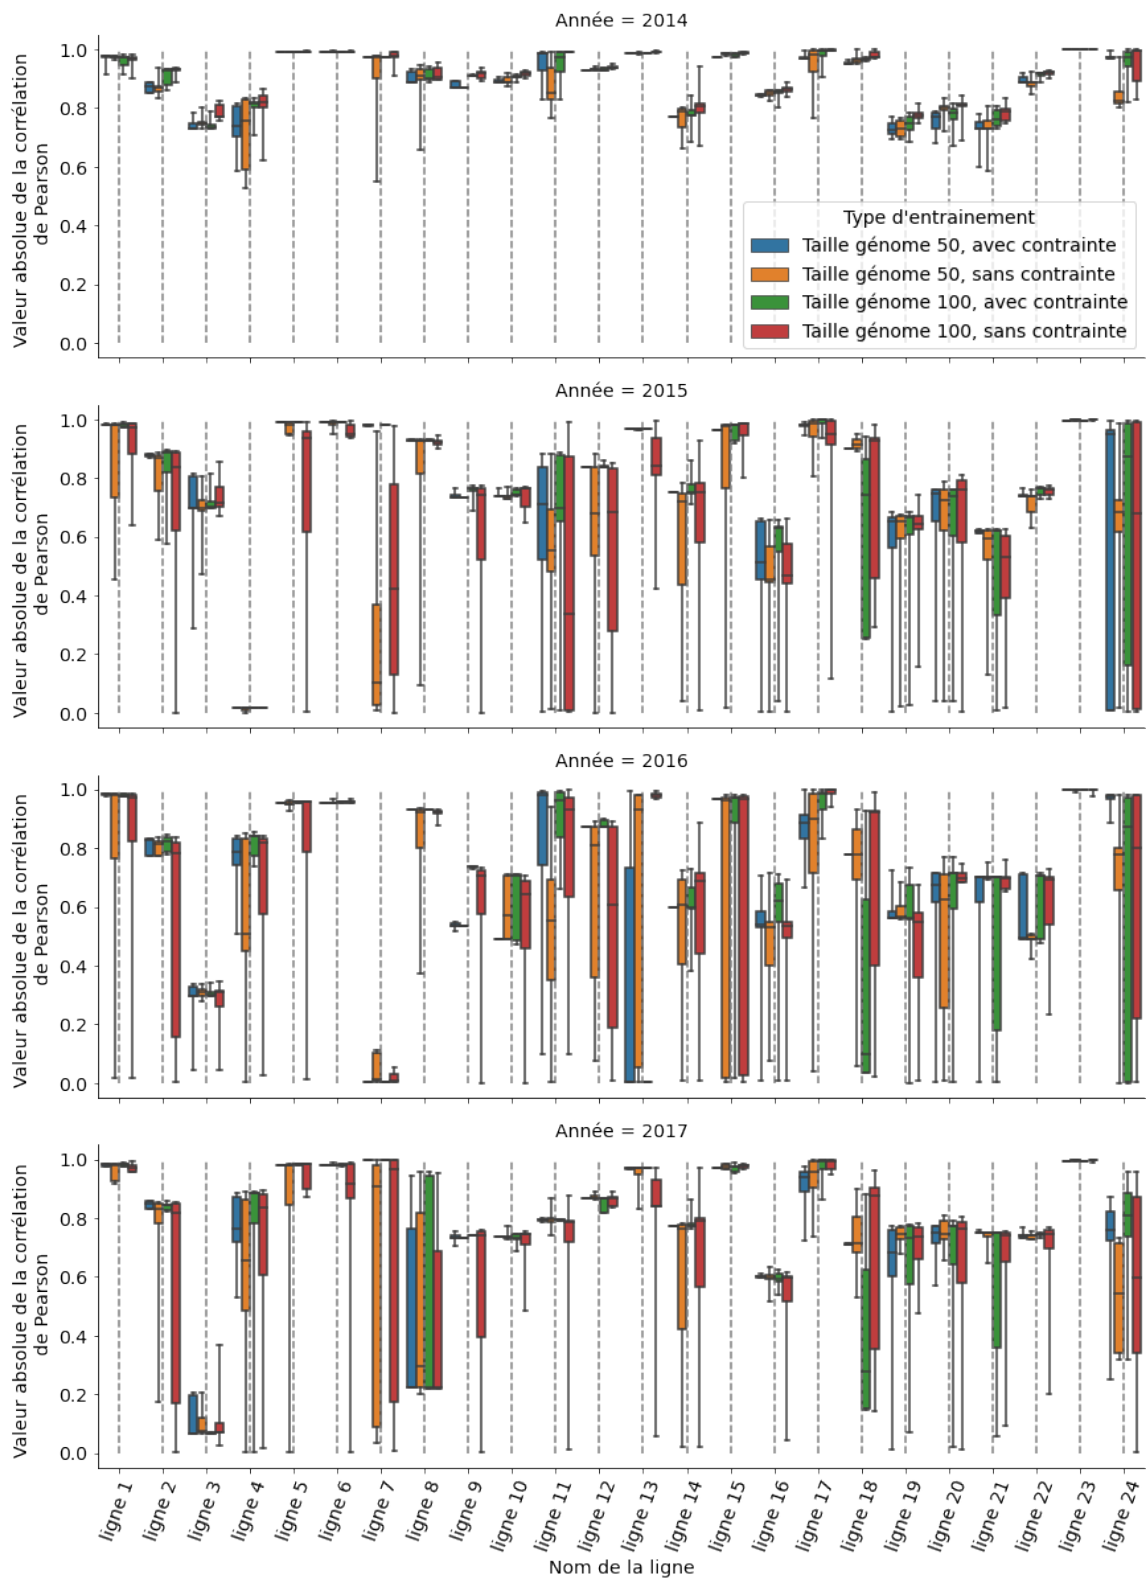 Année = 2014
Valeur absolue de la corrélation
de Pearson
1.0
0.8
0.6
0.4
0.2
0.0
Type d'entrainement
Taille génome 50, avec contrainte
Taille génome 50, sans contrainte
Taille génome 100, avec contrainte
Taille génome 100, sans contrainte
Année = 2015
Valeur absolue de la corrélation
de Pearson
1.0
0.8
0.6
0.4
0.2
0.0
Année = 2016
Valeur absolue de la corrélation
de Pearson
1.0
0.8
0.6
0.4
0.2
0.0
Année = 2017
Valeur absolue de la corrélation
de Pearson
1.0
0.8
0.6
0.4
0.2
0.0
ligne 1
ligne 2
ligne 3
ligne 4
ligne 5
ligne 6
ligne 7
ligne 8
ligne 9
ligne 10
ligne 11
ligne 12
ligne 13
ligne 14
ligne 15
ligne 16
ligne 17
ligne 18
ligne 19
ligne 20
ligne 21
ligne 22
ligne 23
ligne 24
Nom de la ligne